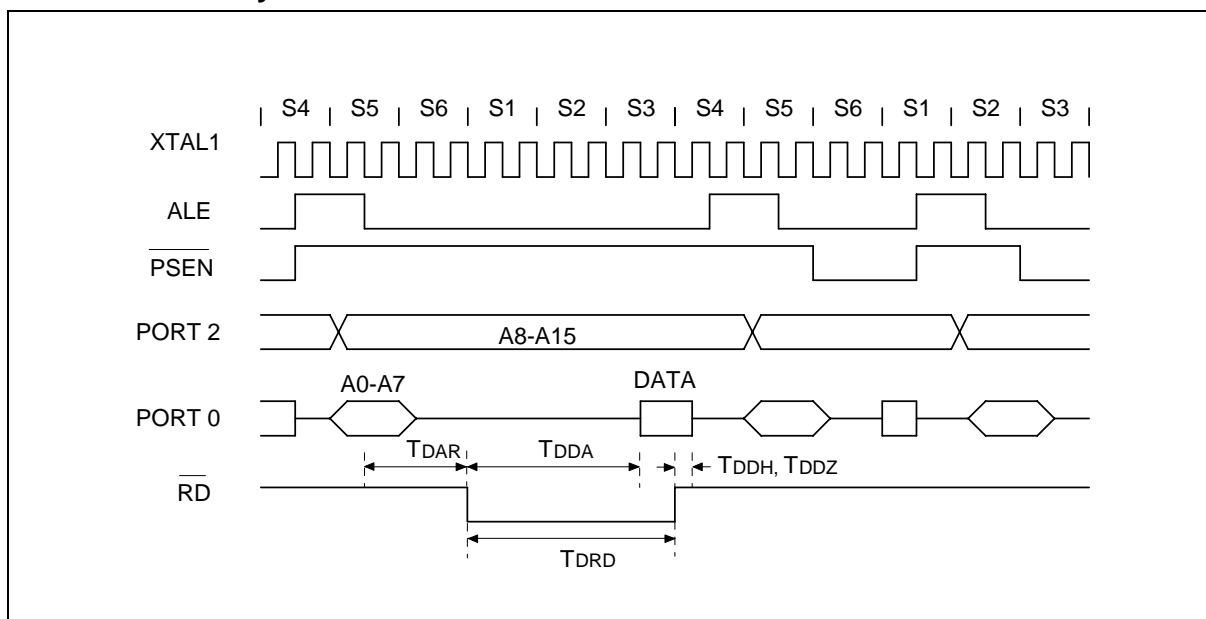 S4 S5 S6 S1 S2 S3 S4 S5 S6 S1 S2 S3
XTAL1
ALE
PSEN
PORT 2
A8-A15
A0-A7
DATA
PORT 0
TDAR
TDDA
TDDH, TDDZ
RD
TDRD